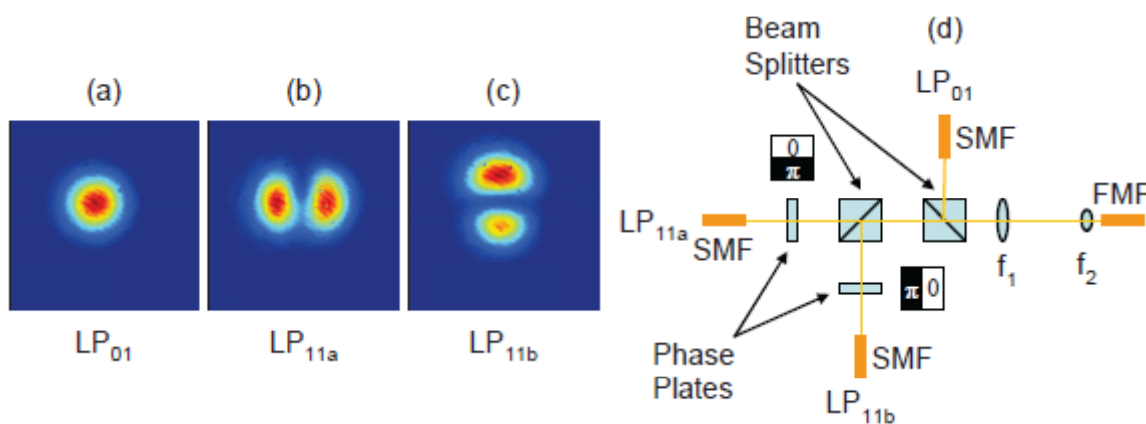 (a)
(b)
(c)
LP₀₁
LP₁₁ₐ
LP₁₁b
(d)
Beam
Splitters
LP₀₁
SMF
0
π
FMF
LP₁₁ₐ
SMF
f₁
f₂
π 0
Phase
Plates
SMF
LP₁₁b